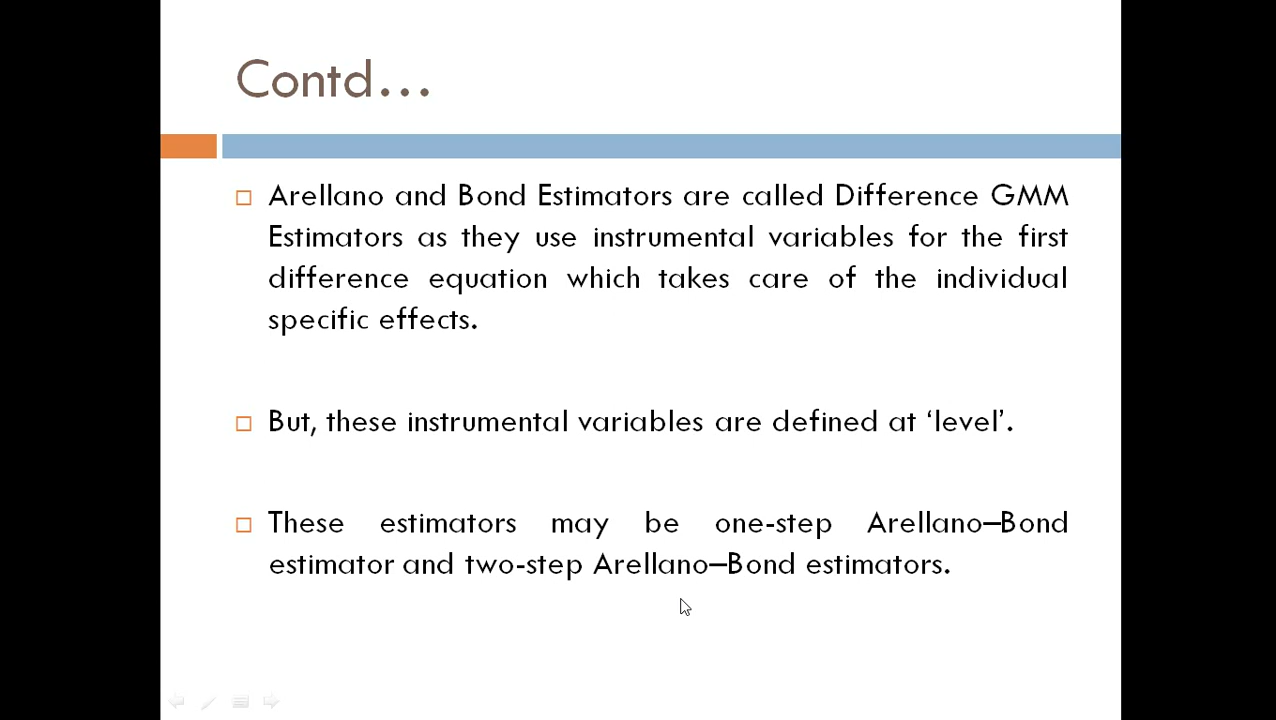 Contd...
Arellano and Bond Estimators are called Difference GMM
Estimators as they use instrumental variables for the first
difference equation which takes care of the individual
specific effects.
But, these instrumental variables are defined at ‘level’.
These estimators may be one-step Arellano–Bond
estimator and two-step Arellano–Bond estimators.